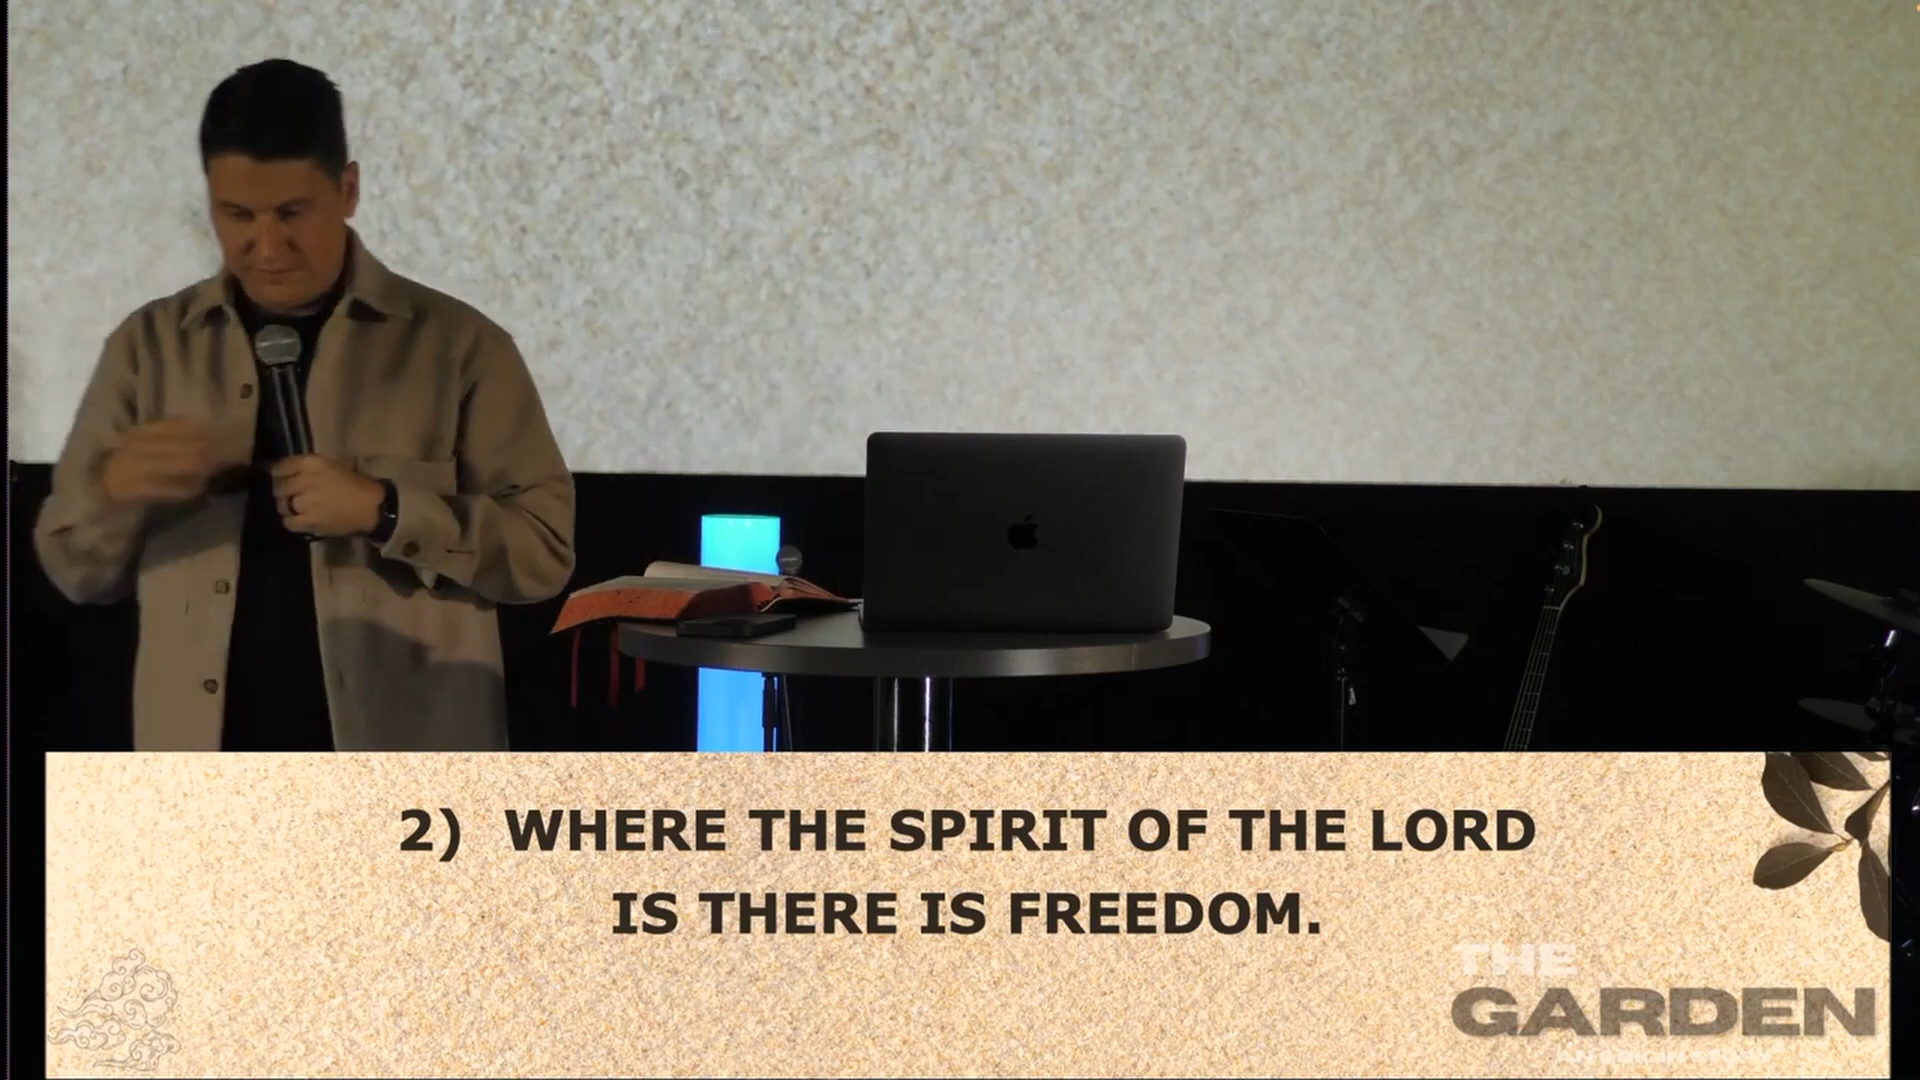 2) WHERE THE SPIRIT OF THE LORD
IS THERE IS FREEDOM.
THE
GARDEN